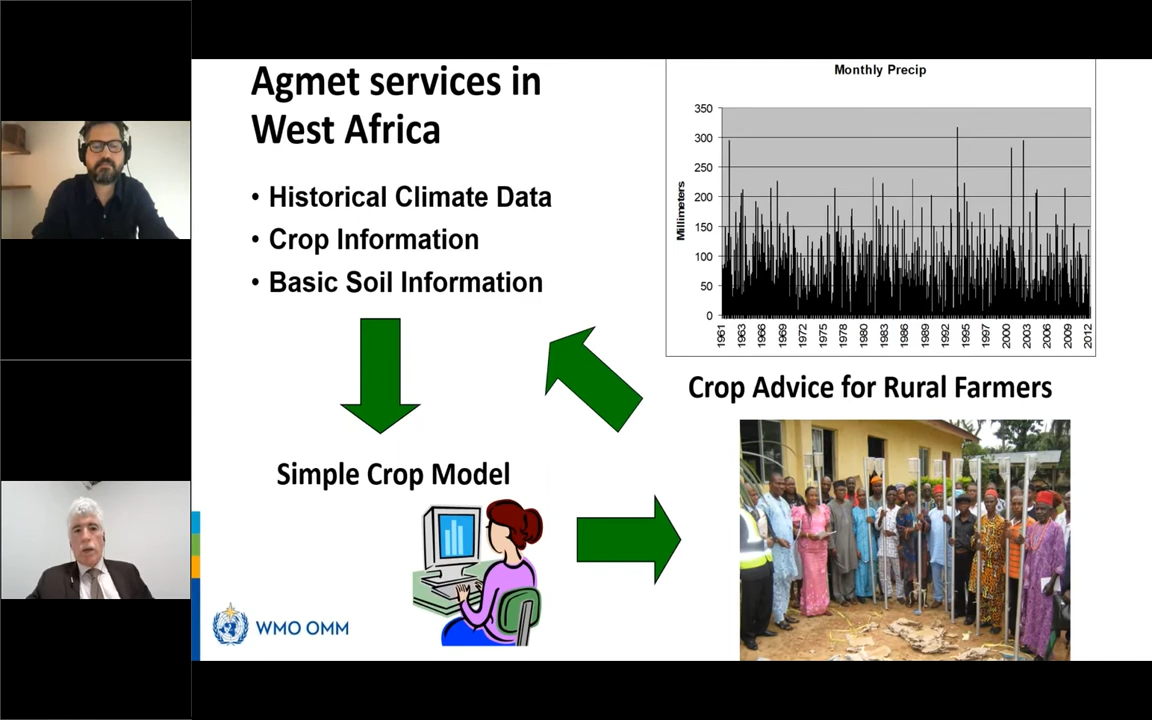 Agmet services in
West Africa
• Historical Climate Data
• Crop Information
• Basic Soil Information
Monthly Precip
350
300
250
200
150
100
50
0
Millimeters
1961
1963
1966
1969
1972
1975
1978
1980
1983
1986
1989
1992
1995
1997
2000
2003
2006
2009
2012
Crop Advice for Rural Farmers
Simple Crop Model
WMO OMM